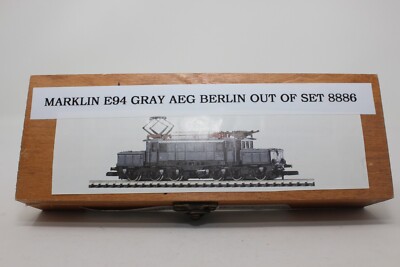 MARKLIN E94 GRAY AEG BERLIN OUT OF SET 8886